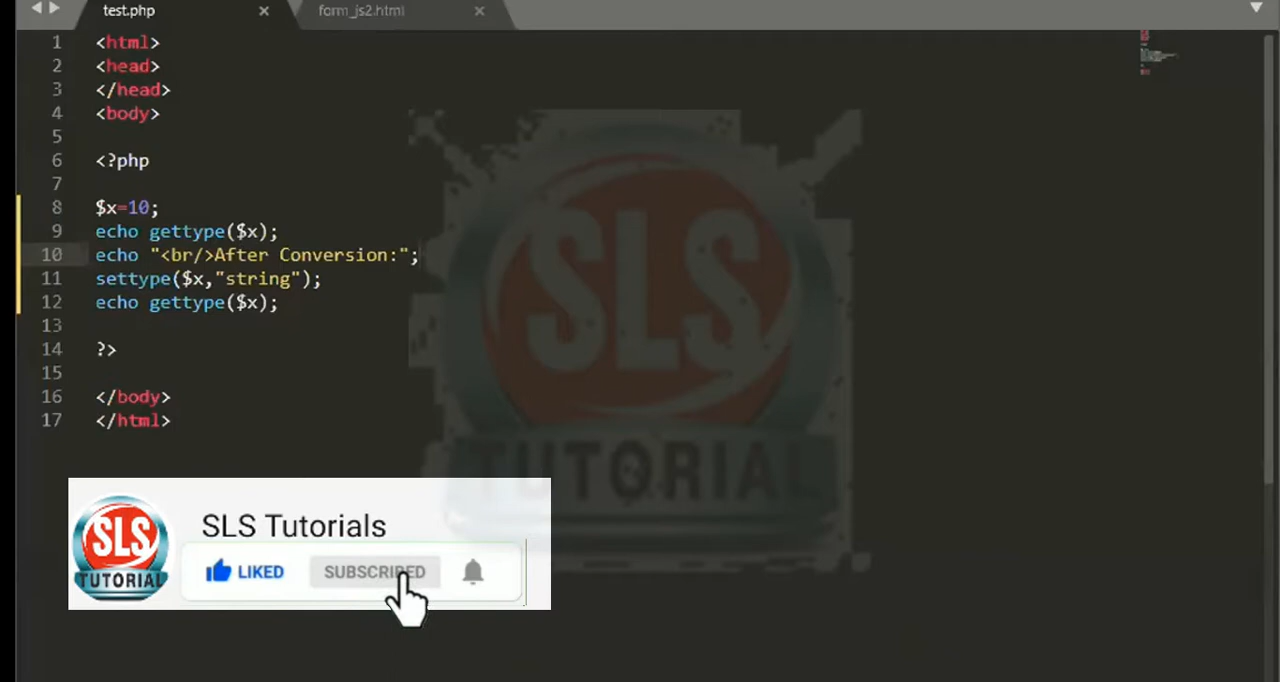 test.php
form_js2.html
1 <html>
2 <head>
3 </head>
4 <body>
5
6 <?php
7
8 $x=10;
9 echo gettype($x);
10 echo "<br/>After Conversion:";
11 settype($x,"string");
12 echo gettype($x);
13
14 ?>
15
16 </body>
17 </html>
SLS
TUTORIAL
SLS Tutorials
SLS
TUTORIAL
LIKED
SUBSCRIBED